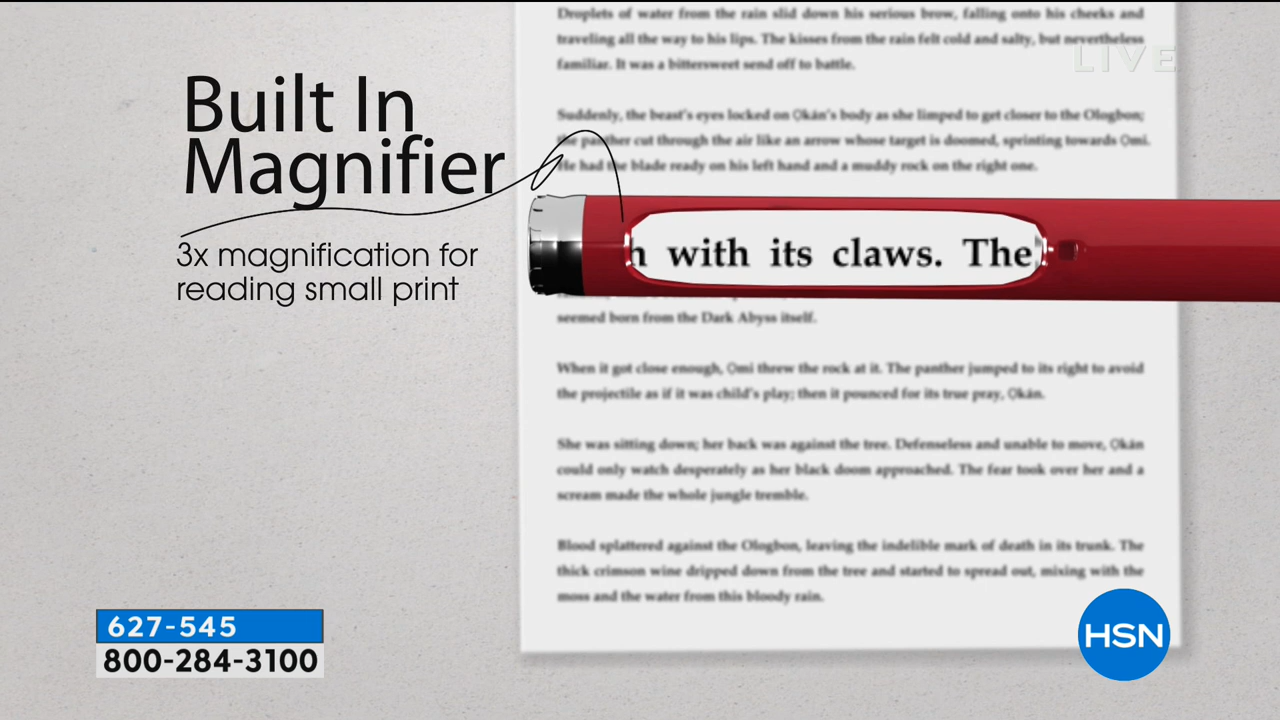 Built In
Magnifier
3x magnification for
reading small print
Droplets of water from the rain slid down his serious brow, falling onto his cheeks and
traveling all the way to his lips. The kisses from the rain felt cold and salty, but nevertheless
familiar. It was a bittersweet send off to battle.
LIVE
Suddenly, the beast's eyes locked on Ọkán's body as she limped to get closer to the Ologbon;
the panther cut through the air like an arrow whose target is doomed, sprinting towards Ọmi.
He had the blade ready on his left hand and a muddy rock on the right one.
h with its claws. The
seemed born from the Dark Abyss itself.
When it got close enough, Ọmi threw the rock at it. The panther jumped to its right to avoid
the projectile as if it was child's play; then it pounced for its true pray, Ọkán.
She was sitting down; her back was against the tree. Defenseless and unable to move, Ọkán
could only watch desperately as her black doom approached. The fear took over her and a
scream made the whole jungle tremble.
Blood splattered against the Ologbon, leaving the indelible mark of death in its trunk. The
thick crimson wine dripped down from the tree and started to spread out, mixing with the
moss and the water from this bloody rain.
627-545
800-284-3100
HSN